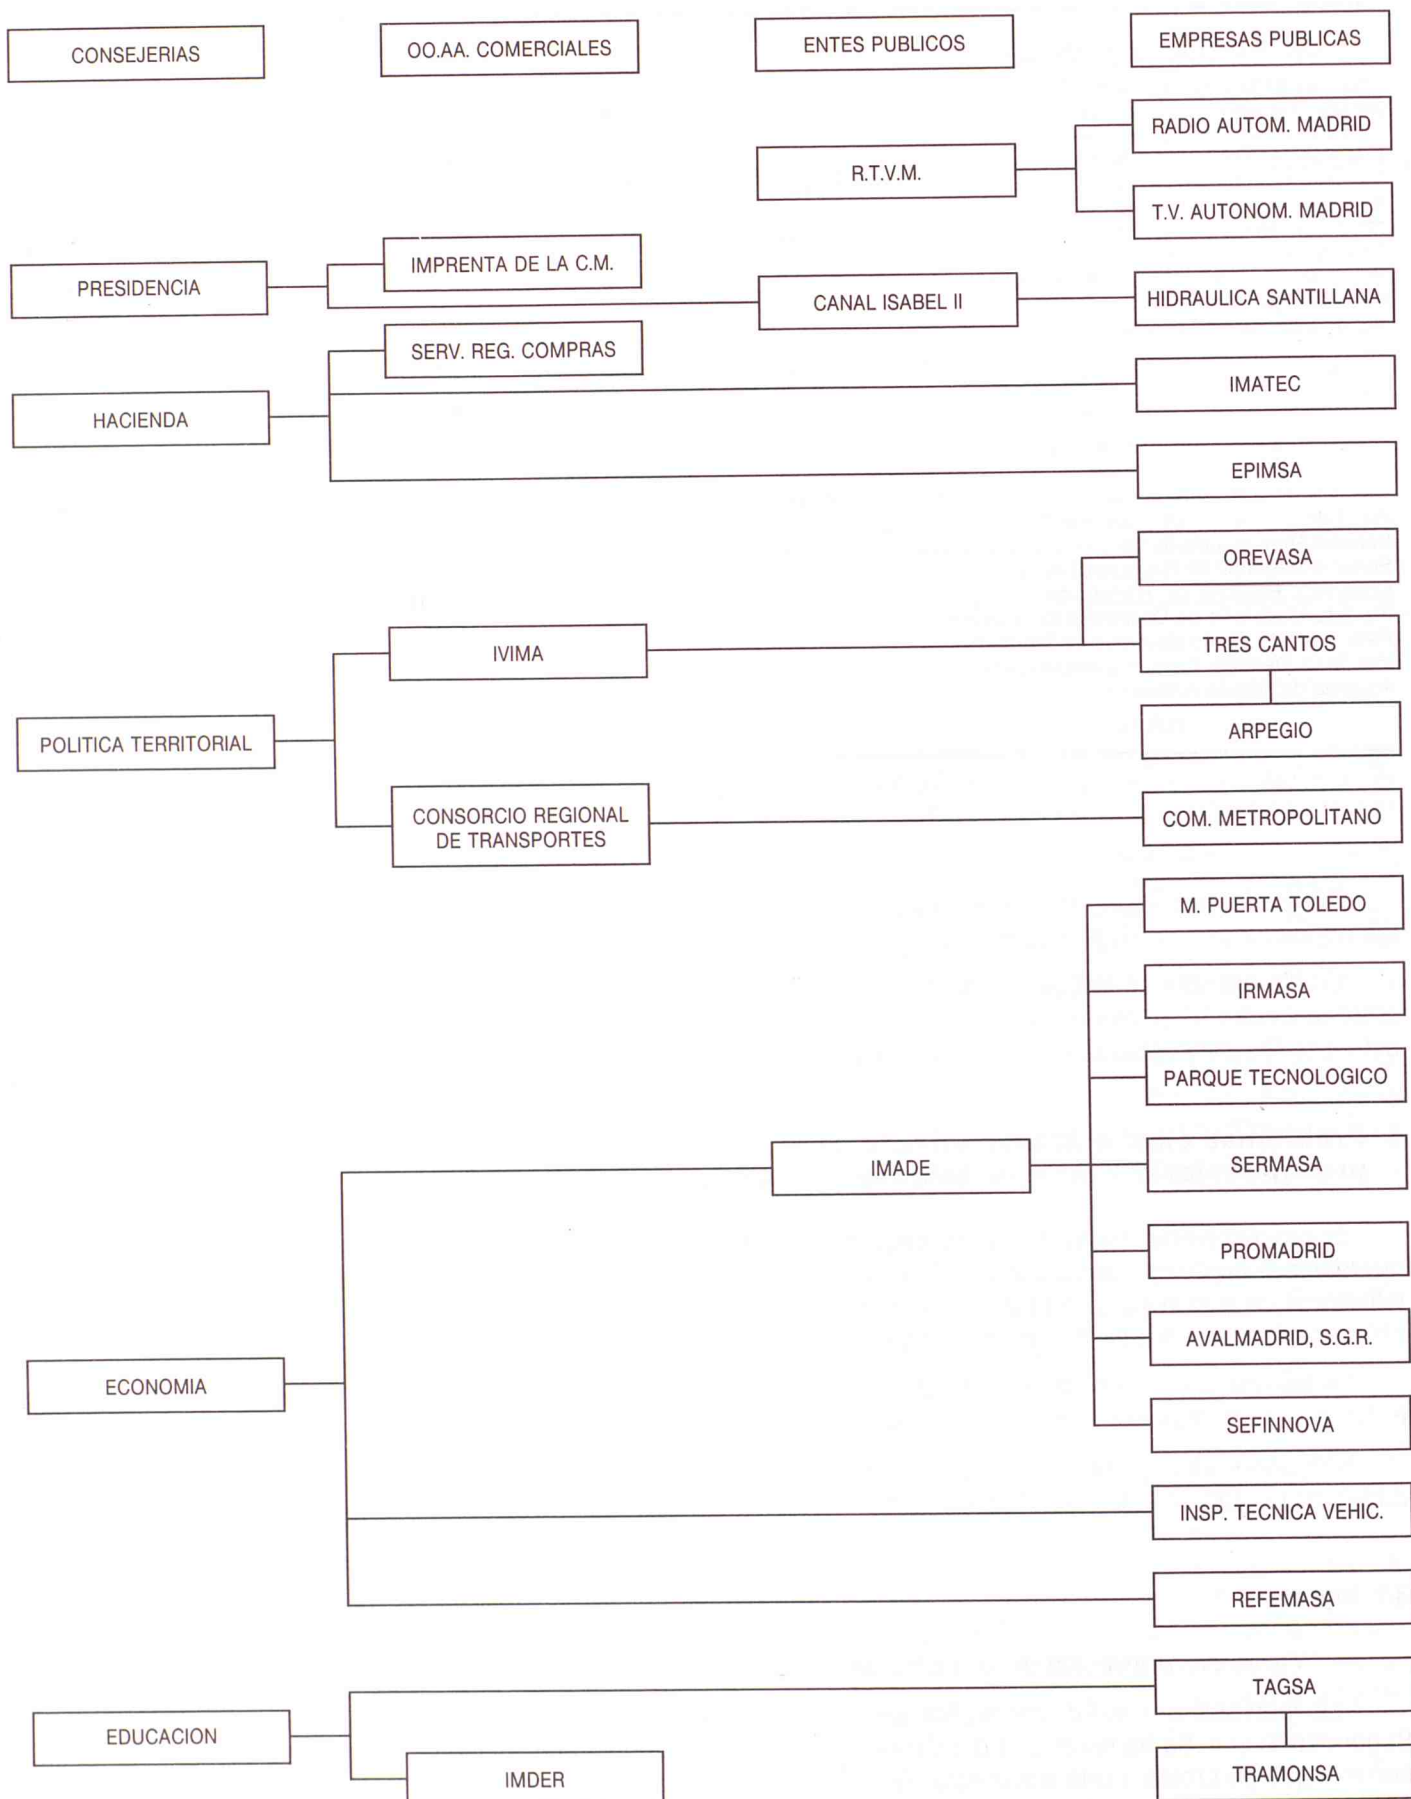 CONSEJERIAS
OO.AA. COMERCIALES
ENTES PUBLICOS
EMPRESAS PUBLICAS
RADIO AUTOM. MADRID
R.T.V.M.
T.V. AUTONOM. MADRID
IMPRENTA DE LA C.M.
PRESIDENCIA
CANAL ISABEL II
HIDRAULICA SANTILLANA
SERV. REG. COMPRAS
IMATEC
HACIENDA
EPIMSA
OREVASA
IVIMA
TRES CANTOS
POLITICA TERRITORIAL
ARPEGIO
CONSORCIO REGIONAL
DE TRANSPORTES
COM. METROPOLITANO
M. PUERTA TOLEDO
IRMASA
PARQUE TECNOLOGICO
IMADE
SERMASA
PROMADRID
AVALMADRID, S.G.R.
ECONOMIA
SEFINNOVA
INSP. TECNICA VEHIC.
REFEMASA
TAGSA
EDUCACION
IMDER
TRAMONSA